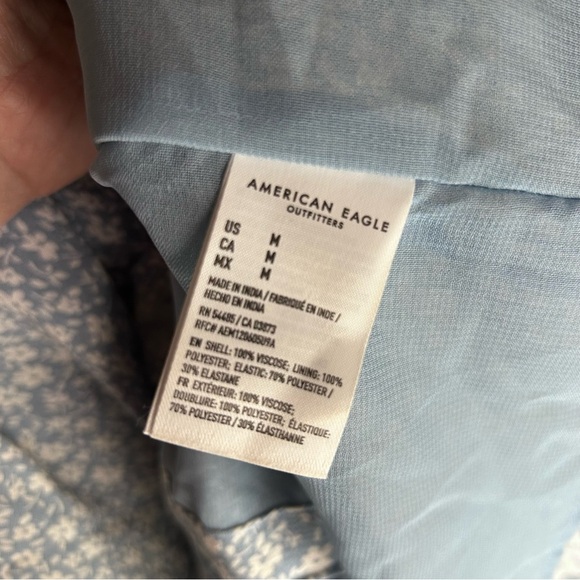 AMERICAN EAGLE
OUTFITTERS
US M
CA M
MX M
MADE IN INDIA / FABRIQUÉ EN INDE /
HECHO EN INDIA
RN 54485 / CA 03873
RFC# AEM120605U9A
EN SHELL: 100% VISCOSE; LINING: 100%
POLYESTER; ELASTIC: 70% POLYESTER /
30% ELASTANE
FR EXTÉRIEUR: 100% VISCOSE;
DOUBLURE: 100% POLYESTER; ÉLASTIQUE:
70% POLYESTER / 30% ÉLASTHANNE